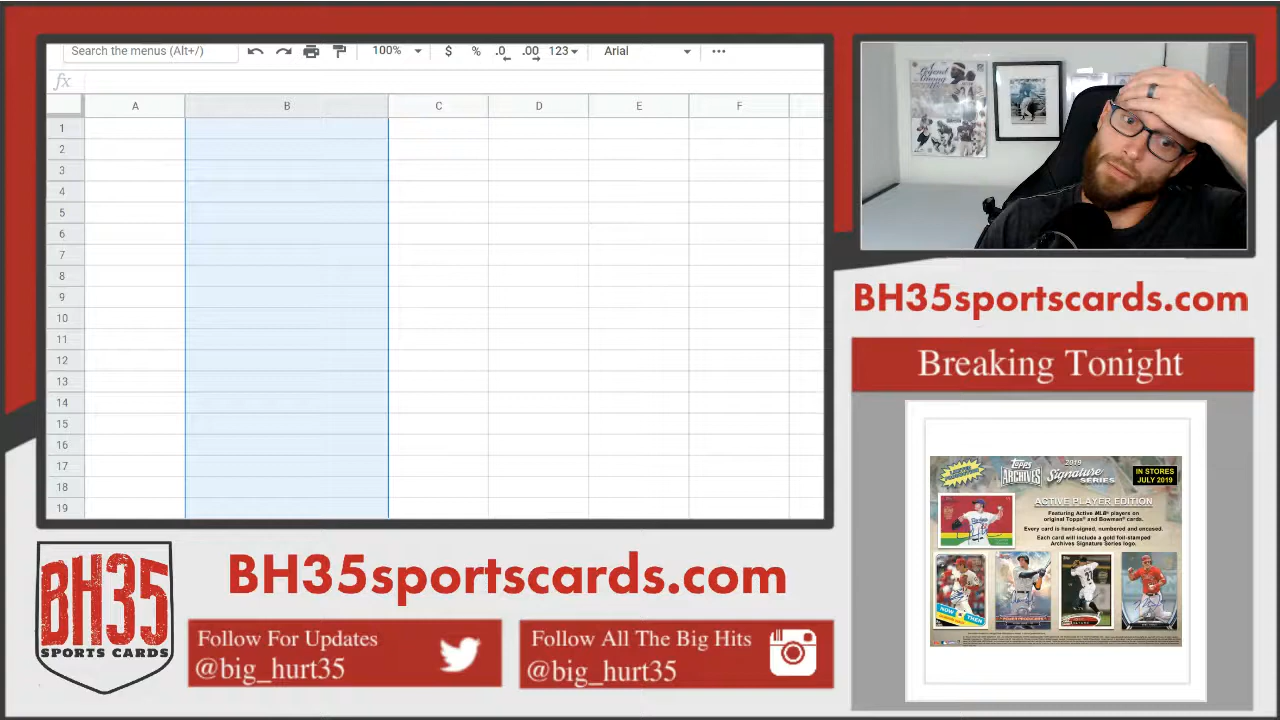 Search the menus (Alt+/)
100%
$ % .0 .00 123
Arial
fx
A B C D E F
1
2
3
4
5
6
7
8
9
10
11
12
13
14
15
16
17
18
19
BH35sportscards.com
Breaking Tonight
Topps
ARCHIVES
2019
Signature
SERIES
IN STORES
JULY 2019
ACTIVE PLAYER EDITION
Featuring Active MLB players on
original Topps and Bowman cards.
Every card is hand-signed, numbered and encased.
Each card will include a gold foil-stamped
Archives Signature Series logo.
NOW
THEN
BH35
SPORTS CARDS
BH35sportscards.com
Follow For Updates
@big_hurt35
Follow All The Big Hits
@big_hurt35